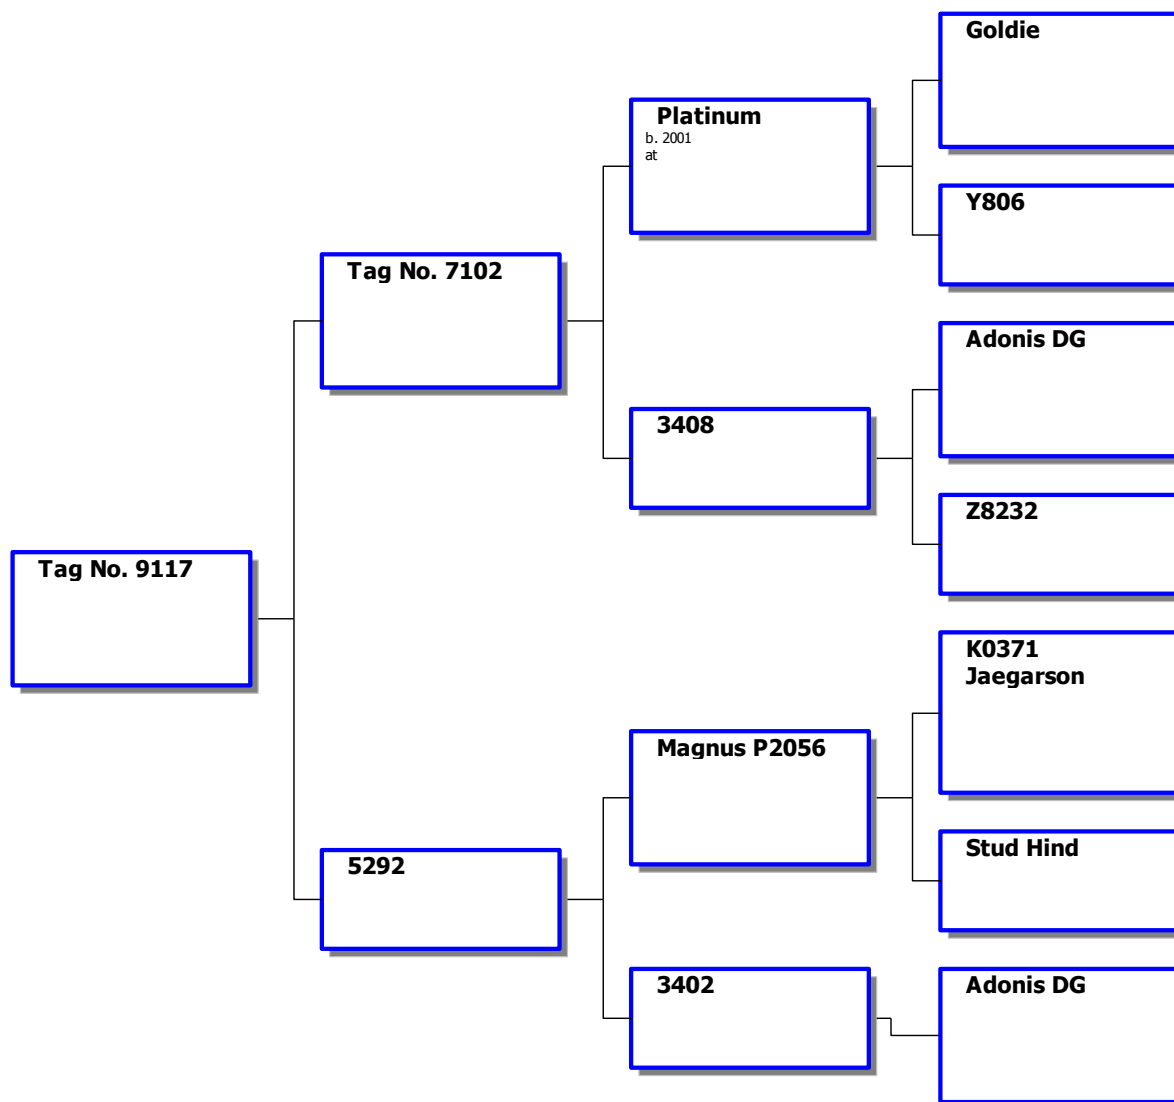 Goldie
Platinum
b. 2001
at
Y806
Tag No. 7102
Adonis DG
3408
Z8232
Tag No. 9117
K0371
Jaegarson
Magnus P2056
Stud Hind
5292
3402
Adonis DG